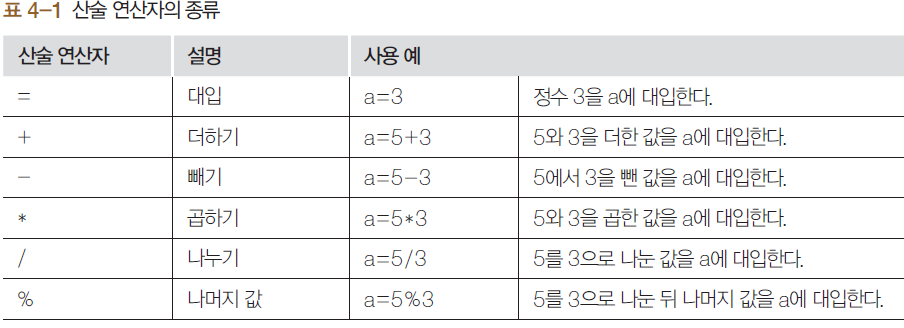 표 4-1 산술 연산자의 종류
산술 연산자 설명 사용 예
= 대입 a=3 정수 3을 a에 대입한다.
+ 더하기 a=5+3 5와 3을 더한 값을 a에 대입한다.
- 빼기 a=5-3 5에서 3을 뺀 값을 a에 대입한다.
* 곱하기 a=5*3 5와 3을 곱한 값을 a에 대입한다.
/ 나누기 a=5/3 5를 3으로 나눈 값을 a에 대입한다.
% 나머지 값 a=5%3 5를 3으로 나눈 뒤 나머지 값을 a에 대입한다.